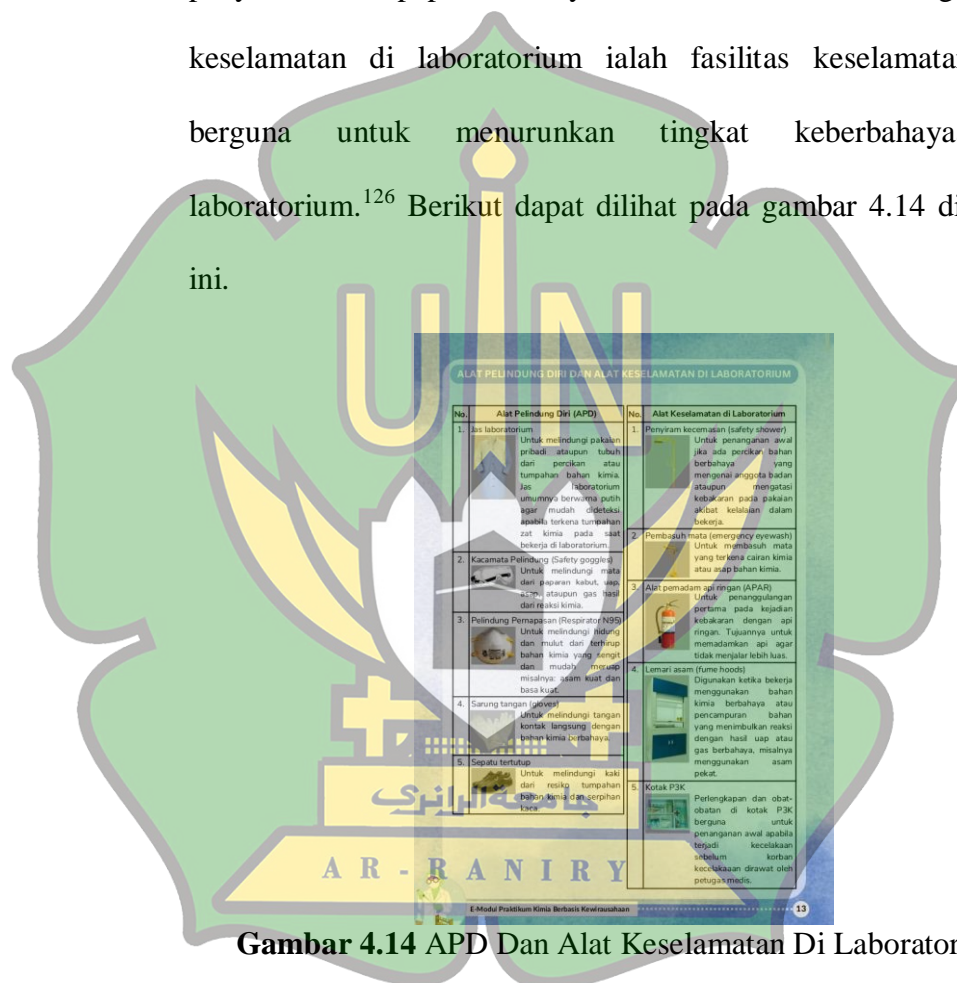 keselamatan di laboratorium ialah fasilitas keselamatan
berguna untuk menurunkan tingkat
laboratorium.126 Berikut dapat dilihat pada gambar 4.14
ini.
ALAT PELINDUNG DIRI DAN ALAT KESELAMATAN DI LABORATORIUM
No. Alat Pelindung Diri (APD)
1. Jas laboratorium
Untuk melindungi pakaian
pribadi ataupun tubuh
dari percikan atau
tumpahan bahan kimia.
Jas laboratorium
umumnya berwarna putih
agar mudah dideteksi
apabila terkena tumpahan
zat kimia pada saat
bekerja di laboratorium.
2. Kacamata Pelindung (Safety goggles)
Untuk melindungi mata
dari paparan kabut, uap,
asap, ataupun gas hasil
dari reaksi kimia.
3. Pelindung Pernapasan (Respirator N95)
Untuk melindungi hidung
dan mulut dari terhirup
bahan kimia yang sengit
dan mudah menuap
misalnya: asam kuat dan
basa kuat.
4. Sarung tangan (gloves)
Untuk melindungi tangan
kontak langsung dengan
bahan kimia berbahaya.
5. Sepatu tertutup
Untuk melindungi kaki
dari resiko tumpahan
bahan kimia dan serpihan
kaca
No. Alat Keselamatan di Laboratorium
1. Penyiram kecemasan (safety shower)
Untuk penanganan awal
jika ada percikan bahan
berbahaya yang
mengenai anggota badan
ataupun mengatasi
kebakaran pada pakaian
akibat kelalaian dalam
bekerja.
2. Pembasuh mata (emergency eyewash)
Untuk membasuh mata
yang terkena cairan kimia
atau asap bahan kimia.
3. Alat pemadam api ringan (APAR)
Untuk penanggulangan
pertama pada kejadian
kebakaran dengan api
ringan. Tujuannya untuk
memadamkan api agar
tidak menjalar lebih luas.
4. Lemari asam (fume hoods)
Digunakan ketika bekerja
menggunakan bahan
kimia berbahaya atau
pencampuran bahan
yang menimbulkan reaksi
dengan hasil uap atau
gas berbahaya, misalnya
menggunakan asam
pekat.
5. Kotak P3K
Perlengkapan dan obat-
obatan di kotak P3K
berguna untuk
penanganan awal apabila
terjadi kecelakaan
sebelum korban
kecelakaaan dirawat oleh
petugas medis.
E-Modul Praktikum Kimia Berbasis Kewirausahaan 13
UIN
جامعة الرانري
AR-RANIRY
Gambar 4.14 APD Dan Alat Keselamatan Di